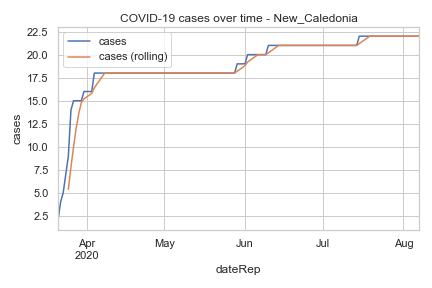 COVID-19 cases over time - New_Caledonia
cases
cases (rolling)
22.5
20.0
17.5
15.0
12.5
10.0
7.5
5.0
2.5
cases
Apr
2020
May
Jun
Jul
Aug
dateRep